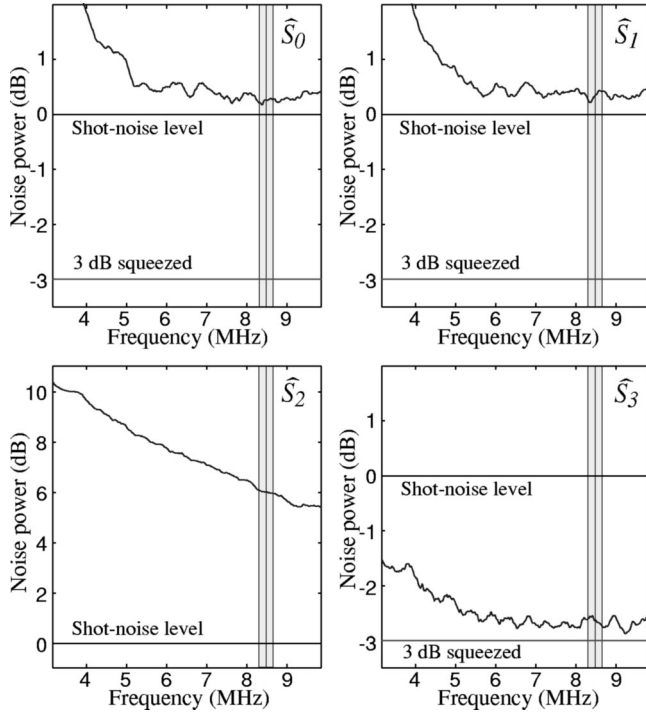 Ŝ0
1
0
-1
-2
-3
Noise power (dB)
Shot-noise level
3 dB squeezed
4 5 6 7 8 9
Frequency (MHz)
Ŝ1
1
0
-1
-2
-3
Noise power (dB)
Shot-noise level
3 dB squeezed
4 5 6 7 8 9
Frequency (MHz)
Ŝ2
10
8
6
4
2
0
Noise power (dB)
Shot-noise level
4 5 6 7 8 9
Frequency (MHz)
Ŝ3
1
0
-1
-2
-3
Noise power (dB)
Shot-noise level
3 dB squeezed
4 5 6 7 8 9
Frequency (MHz)